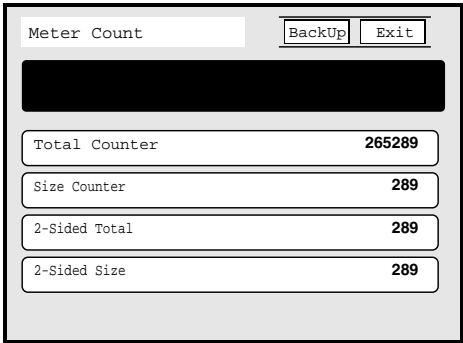 Meter Count BackUp Exit
Total Counter 265289
Size Counter 289
2-Sided Total 289
2-Sided Size 289